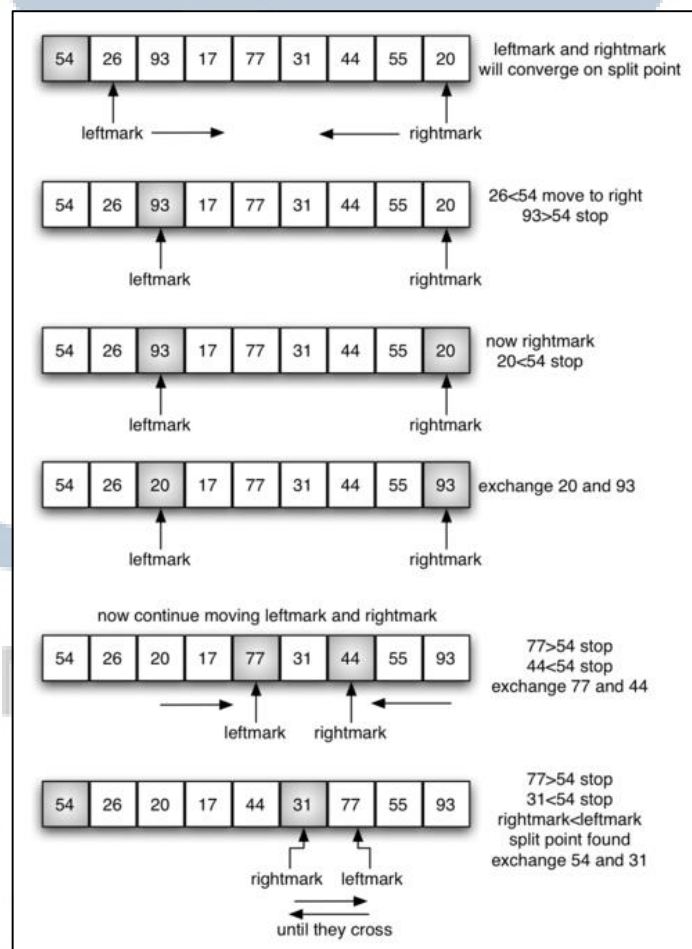 54 26 93 17 77 31 44 55 20
leftmark and rightmark
will converge on split point
leftmark rightmark
54 26 93 17 77 31 44 55 20
26<54 move to right
93>54 stop
leftmark rightmark
54 26 93 17 77 31 44 55 20
now rightmark
20<54 stop
leftmark rightmark
54 26 20 17 77 31 44 55 93
exchange 20 and 93
leftmark rightmark
now continue moving leftmark and rightmark
54 26 20 17 77 31 44 55 93
77>54 stop
44<54 stop
exchange 77 and 44
leftmark rightmark
54 26 20 17 44 31 77 55 93
77>54 stop
31<54 stop
rightmark<leftmark
split point found
exchange 54 and 31
rightmark leftmark
until they cross